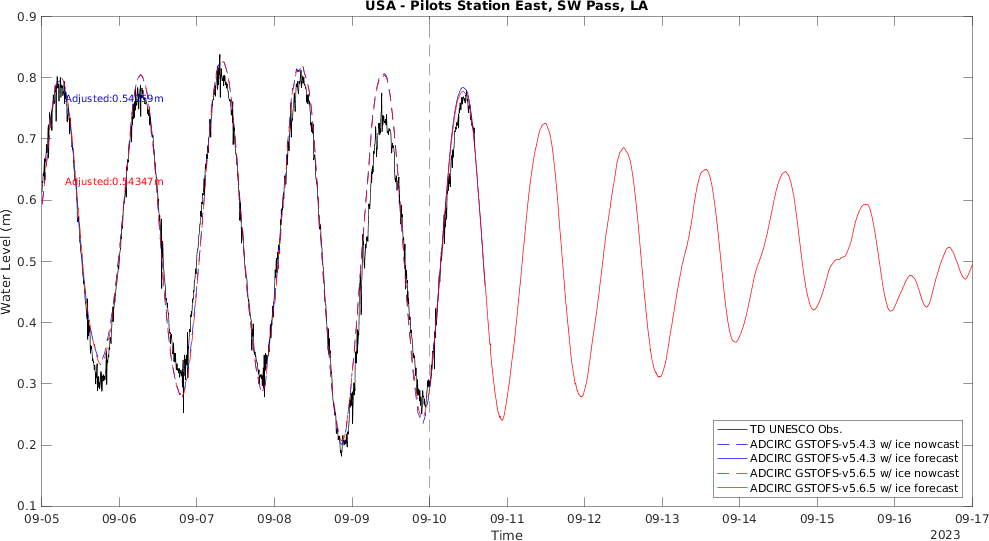 USA - Pilots Station East, SW Pass, LA
Water Level (m)
0.9
0.8
0.7
0.6
0.5
0.4
0.3
0.2
0.1
Adjusted:0.54347m
TD UNESCO Obs.
ADCIRC GSTOFS-v5.4.3 w/ ice nowcast
ADCIRC GSTOFS-v5.4.3 w/ ice forecast
ADCIRC GSTOFS-v5.6.5 w/ ice nowcast
ADCIRC GSTOFS-v5.6.5 w/ ice forecast
09-05 09-06 09-07 09-08 09-09 09-10 09-11 09-12 09-13 09-14 09-15 09-16 09-17
Time
2023